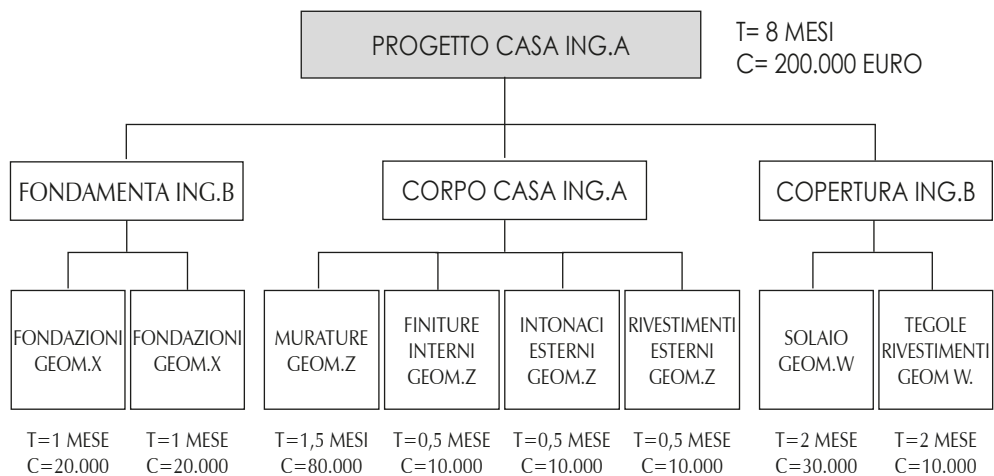 PROGETTO CASA ING.A
T= 8 MESI
C= 200.000 EURO
FONDAMENTA ING.B
CORPO CASA ING.A
COPERTURA ING.B
FONDAZIONI
GEOM.X
FONDAZIONI
GEOM.X
MURATURE
GEOM.Z
FINITURE
INTERNI
GEOM.Z
INTONACI
ESTERNI
GEOM.Z
RIVESTIMENTI
ESTERNI
GEOM.Z
SOLAIO
GEOM.W
TEGOLE
RIVESTIMENTI
GEOM W.
T=1 MESE
C=20.000
T=1 MESE
C=20.000
T=1,5 MESI
C=80.000
T=0,5 MESE
C=10.000
T=0,5 MESE
C=10.000
T=0,5 MESE
C=10.000
T=2 MESE
C=30.000
T=2 MESE
C=10.000